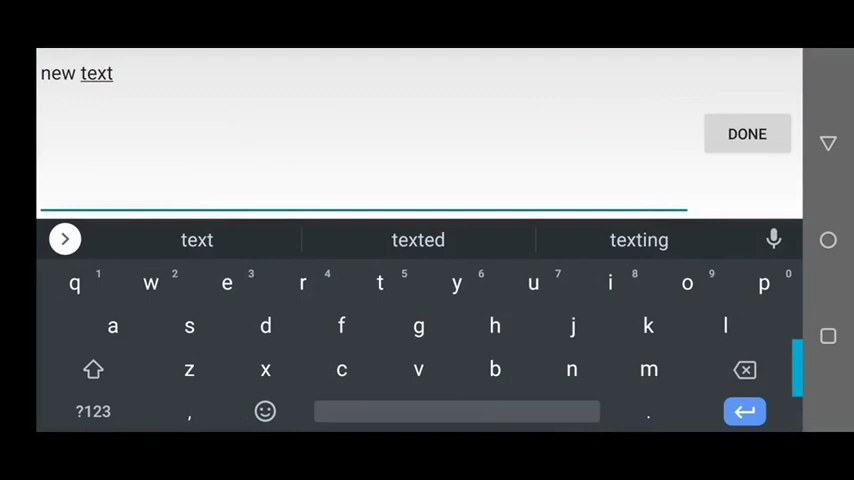 new text
DONE
text texted texting
q 1 w 2 e 3 r 4 t 5 y 6 u 7 i 8 o 9 p 0
a s d f g h j k l
z x c v b n m
?123 , .